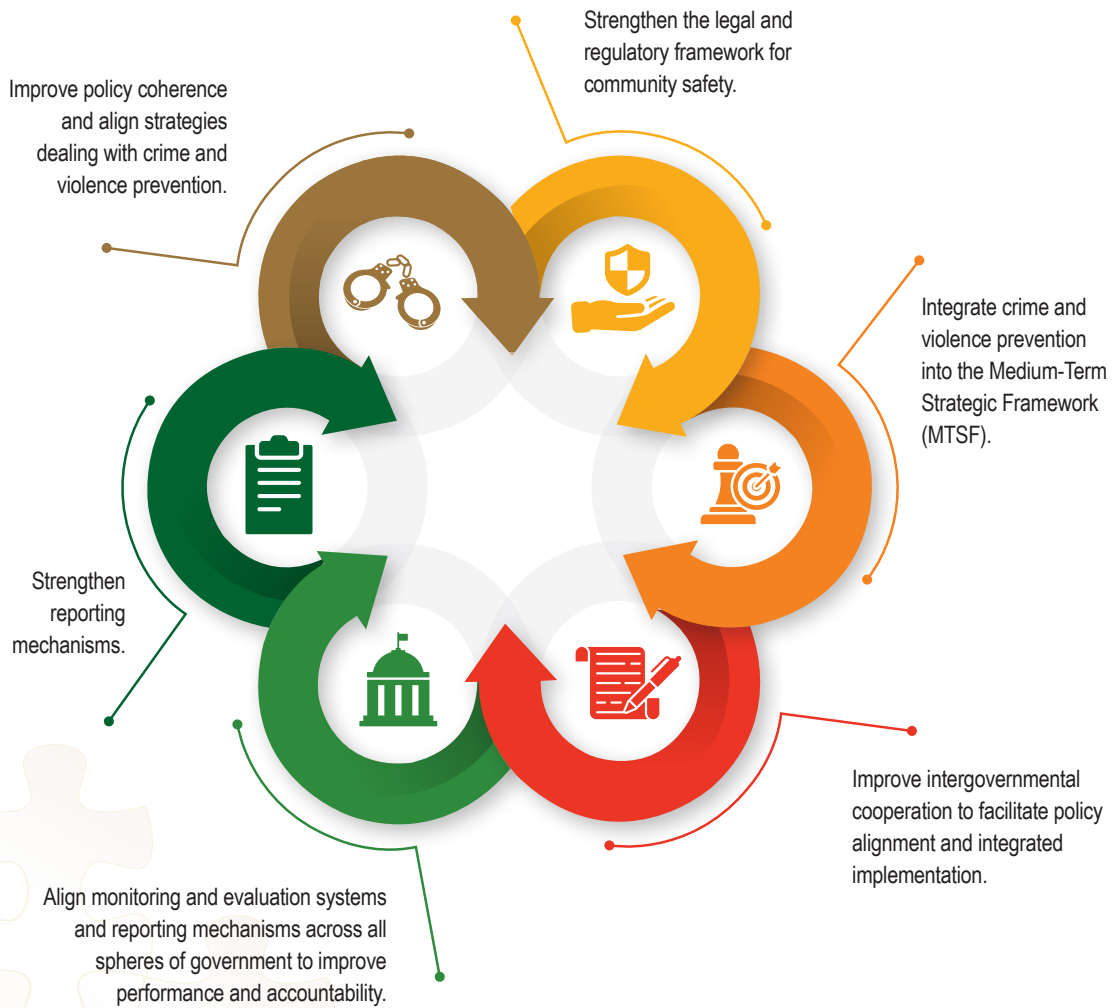 Strengthen the legal and
regulatory framework for
community safety.
Improve policy coherence
and align strategies
dealing with crime and
violence prevention.
Integrate crime and
violence prevention
into the Medium-Term
Strategic Framework
(MTSF).
Strengthen
reporting
mechanisms.
Improve intergovernmental
cooperation to facilitate policy
alignment and integrated
implementation.
Align monitoring and evaluation systems
and reporting mechanisms across all
spheres of government to improve
performance and accountability.